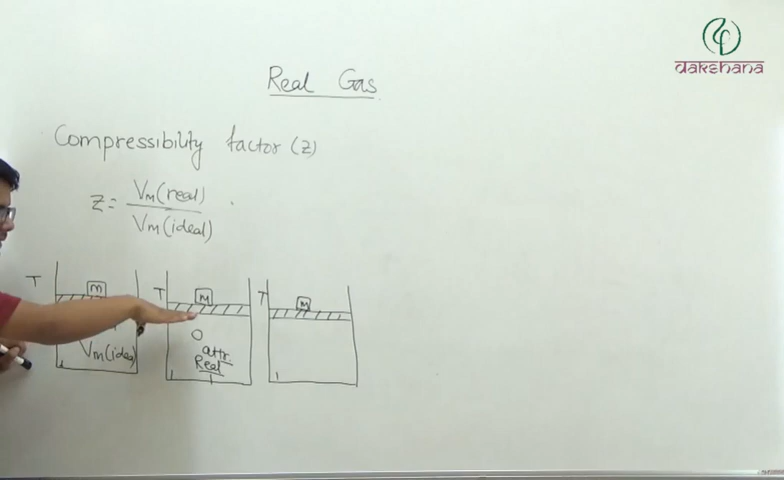 dakshana
Real Gas
Compressibility factor (Z)
Z = VM(real) / VM(ideal)
T m T M T M
VM(ideal)
attr.
Real